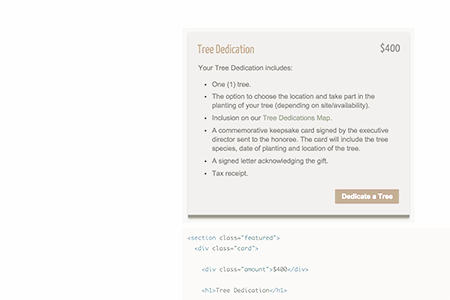 Tree Dedication $400
Your Tree Dedication includes:
• One (1) tree.
• The option to choose the location and take part in the
planting of your tree (depending on site/availability).
• Inclusion on our Tree Dedications Map.
• A commemorative keepsake card signed by the executive
director sent to the honoree. The card will include the tree
species, date of planting and location of the tree.
• A signed letter acknowledging the gift.
• Tax receipt.
Dedicate a Tree
<section class="featured">
<div class="card">
<div class="amount">$400</div>
<h1>Tree Dedication</h1>